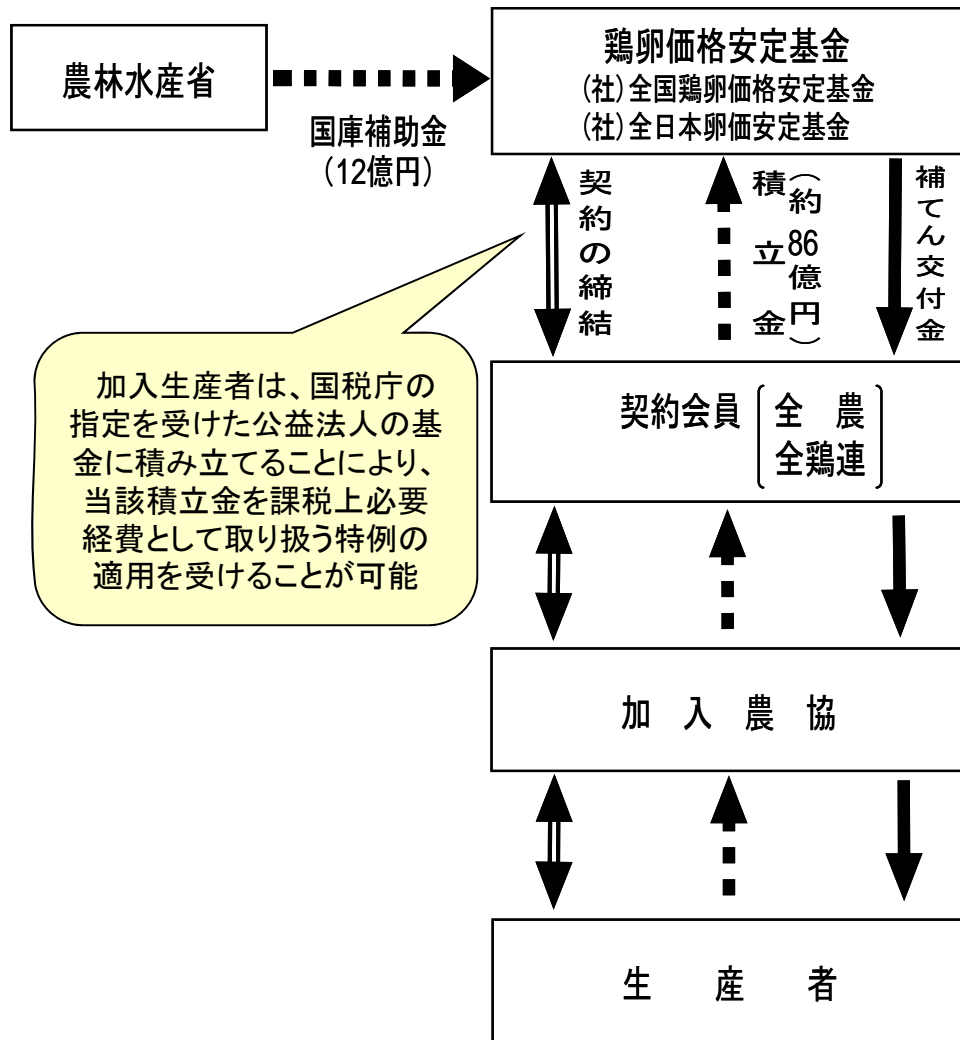 農林水産省
国庫補助金
(12億円)
鶏卵価格安定基金
(社)全国鶏卵価格安定基金
(社)全日本卵価安定基金
契約の締結
積立金
(約86億円)
補てん交付金
加入生産者は、国税庁の
指定を受けた公益法人の基
金に積み立てることにより、
当該積立金を課税上必要
経費として取り扱う特例の
適用を受けることが可能
契約会員
全 農
全鶏連
加 入 農 協
生 産 者